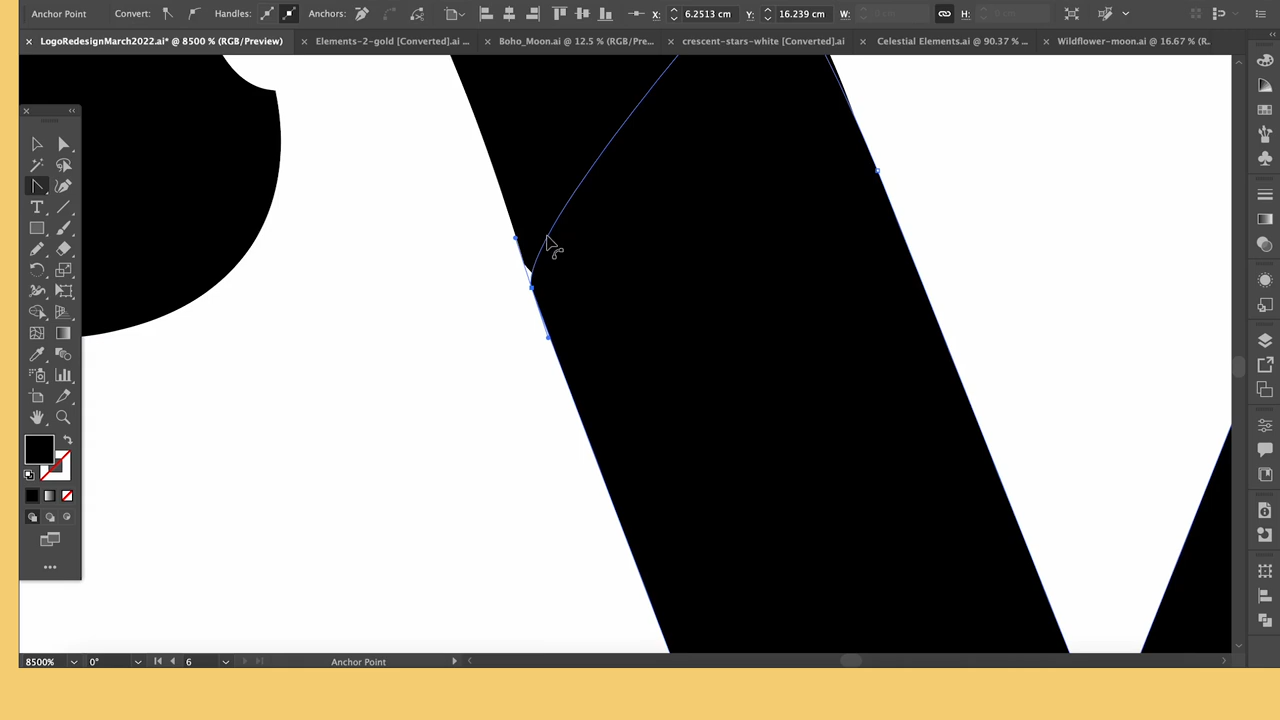 Anchor Point Convert: Handles: Anchors: X: 6.2513 cm Y: 16.239 cm W: H:
LogoRedesignMarch2022.ai* @ 8500 % (RGB/Preview) Elements-2-gold [Converted].ai ... Boho_Moon.ai @ 12.5 % (RGB/Pre... crescent-stars-white [Converted].ai Celestial Elements.ai @ 90.37 % ... Wildflower-moon.ai @ 16.67 % (R.
8500% 0° 6 Anchor Point